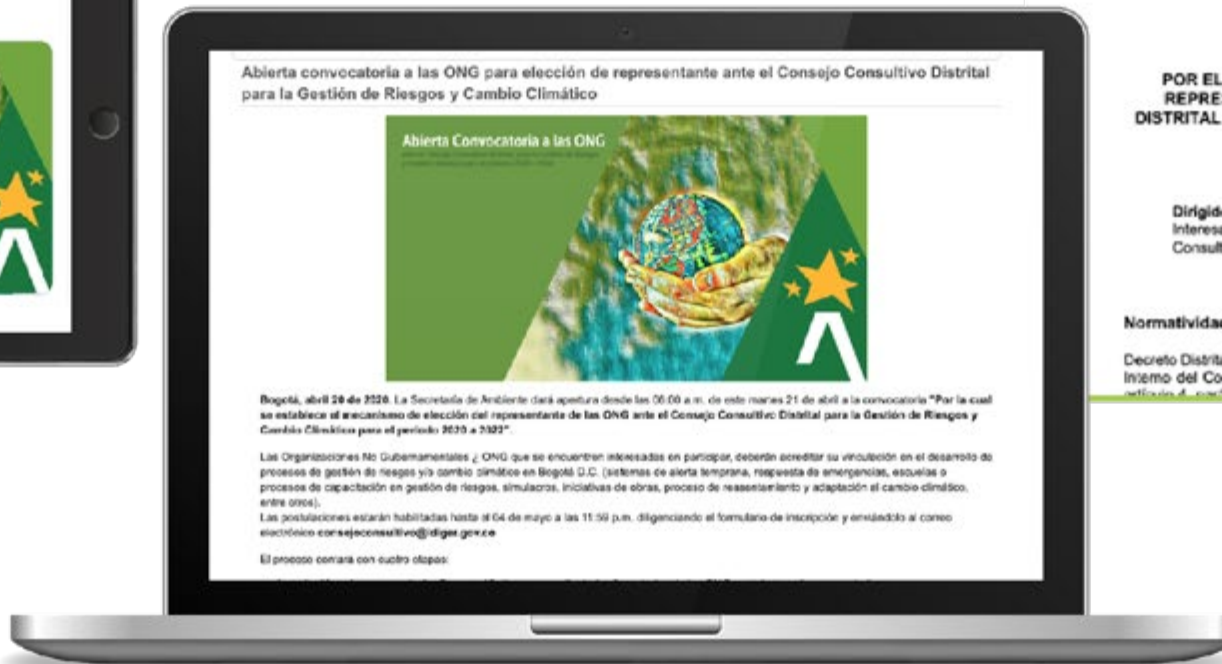 Abierta convocatoria a las ONG para elección de representante ante el Consejo Consultivo Distrital
para la Gestión de Riesgos y Cambio Climático
Abierta Convocatoria a las ONG
Bogotá, abril 20 de 2020. La Secretaría de Ambiente dará apertura desde las 06:00 a.m. de este martes 21 de abril a la convocatoria "Por la cual
se establece el mecanismo de elección del representante de las ONG ante el Consejo Consultivo Distrital para la Gestión de Riesgos y
Cambio Climático para el periodo 2020 a 2022".
Las Organizaciones No Gubernamentales ¿ ONG que se encuentren interesadas en participar, deberán acreditar su vinculación en el desarrollo de
procesos de gestión de riesgos y/o cambio climático en Bogotá D.C. (sistemas de alerta temprana, respuesta de emergencias, escuelas o
procesos de capacitación en gestión de riesgos, simulacros, iniciativas de obras, proceso de reasentamiento y adaptación al cambio climático,
entre otros).
Las postulaciones estarán habilitadas hasta el 04 de mayo a las 11:59 p.m. diligenciando el formulario de inscripción y enviándolo al correo
electrónico consejoconsultivo@idiger.gov.co
El proceso contará con cuatro etapas:
POR EL
REPRE
DISTRITAL
Dirigid
Interesa
Consult
Normativida
Decreto Distrita
Interno del Co